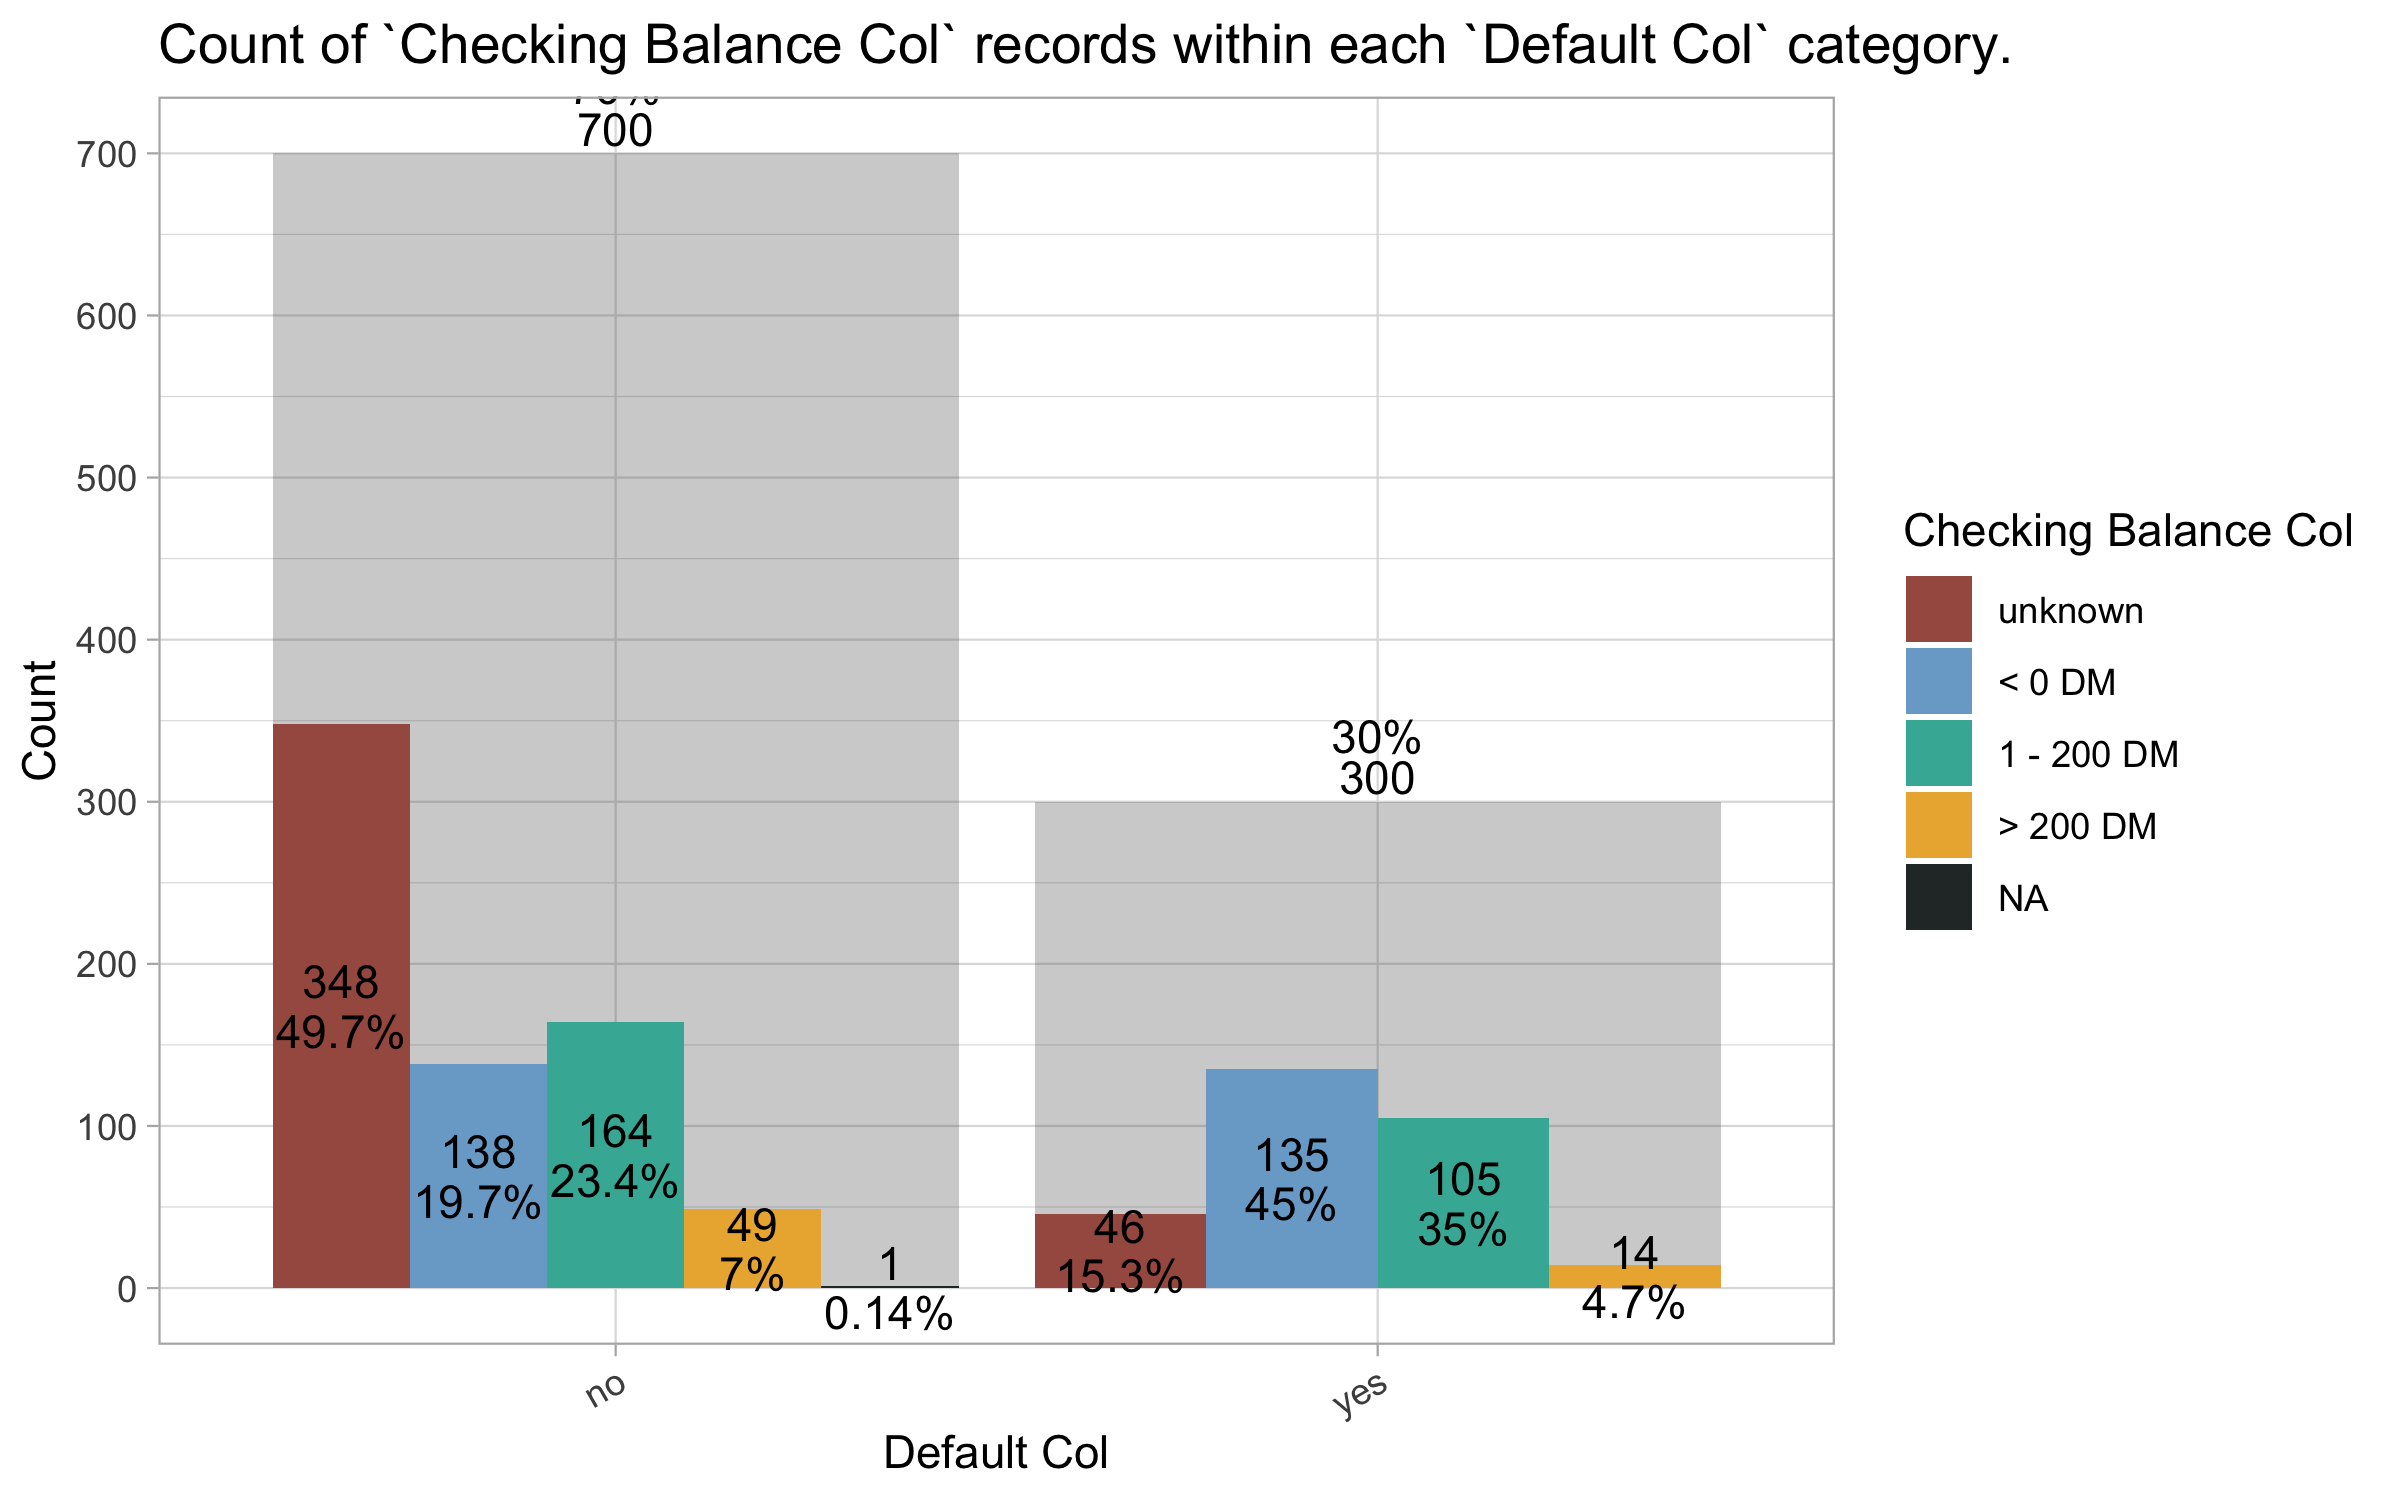 Count of `Checking Balance Col` records within each `Default Col` category.
700
700
600
500
400
300
200
100
0
Count
348
49.7%
138
19.7%
164
23.4%
49
7%
1
0.14%
30%
300
46
15.3%
135
45%
105
35%
14
4.7%
no
yes
Default Col
Checking Balance Col
unknown
< 0 DM
1 - 200 DM
> 200 DM
NA